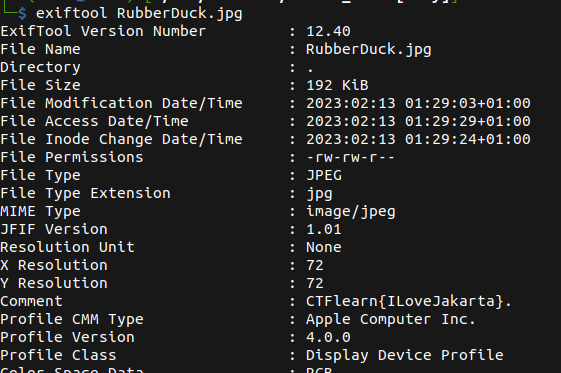 $ exiftool RubberDuck.jpg
ExifTool Version Number : 12.40
File Name : RubberDuck.jpg
Directory : .
File Size : 192 KiB
File Modification Date/Time : 2023:02:13 01:29:03+01:00
File Access Date/Time : 2023:02:13 01:29:29+01:00
File Inode Change Date/Time : 2023:02:13 01:29:24+01:00
File Permissions : -rw-rw-r--
File Type : JPEG
File Type Extension : jpg
MIME Type : image/jpeg
JFIF Version : 1.01
Resolution Unit : None
X Resolution : 72
Y Resolution : 72
Comment : CTFlearn{ILoveJakarta}.
Profile CMM Type : Apple Computer Inc.
Profile Version : 4.0.0
Profile Class : Display Device Profile
Color Space Data : RGB